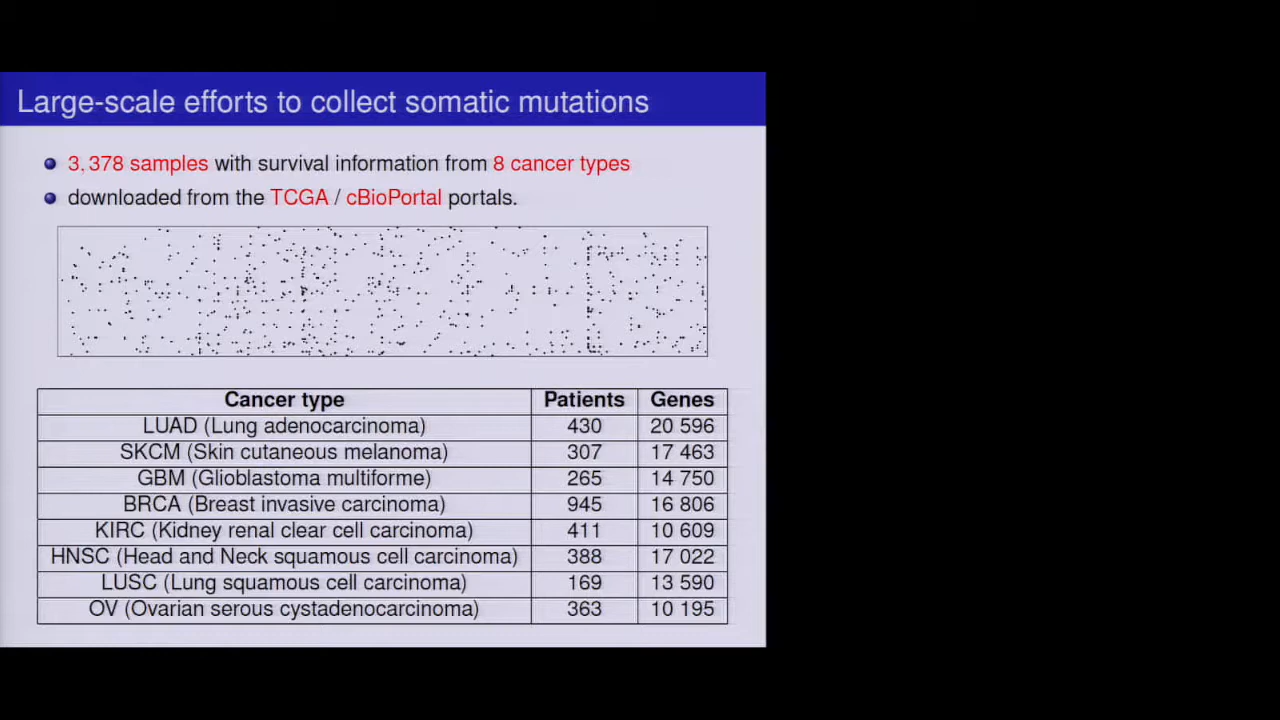 Large-scale efforts to collect somatic mutations
3, 378 samples with survival information from 8 cancer types
downloaded from the TCGA / cBioPortal portals.
Cancer type Patients Genes
LUAD (Lung adenocarcinoma) 430 20 596
SKCM (Skin cutaneous melanoma) 307 17 463
GBM (Glioblastoma multiforme) 265 14 750
BRCA (Breast invasive carcinoma) 945 16 806
KIRC (Kidney renal clear cell carcinoma) 411 10 609
HNSC (Head and Neck squamous cell carcinoma) 388 17 022
LUSC (Lung squamous cell carcinoma) 169 13 590
OV (Ovarian serous cystadenocarcinoma) 363 10 195